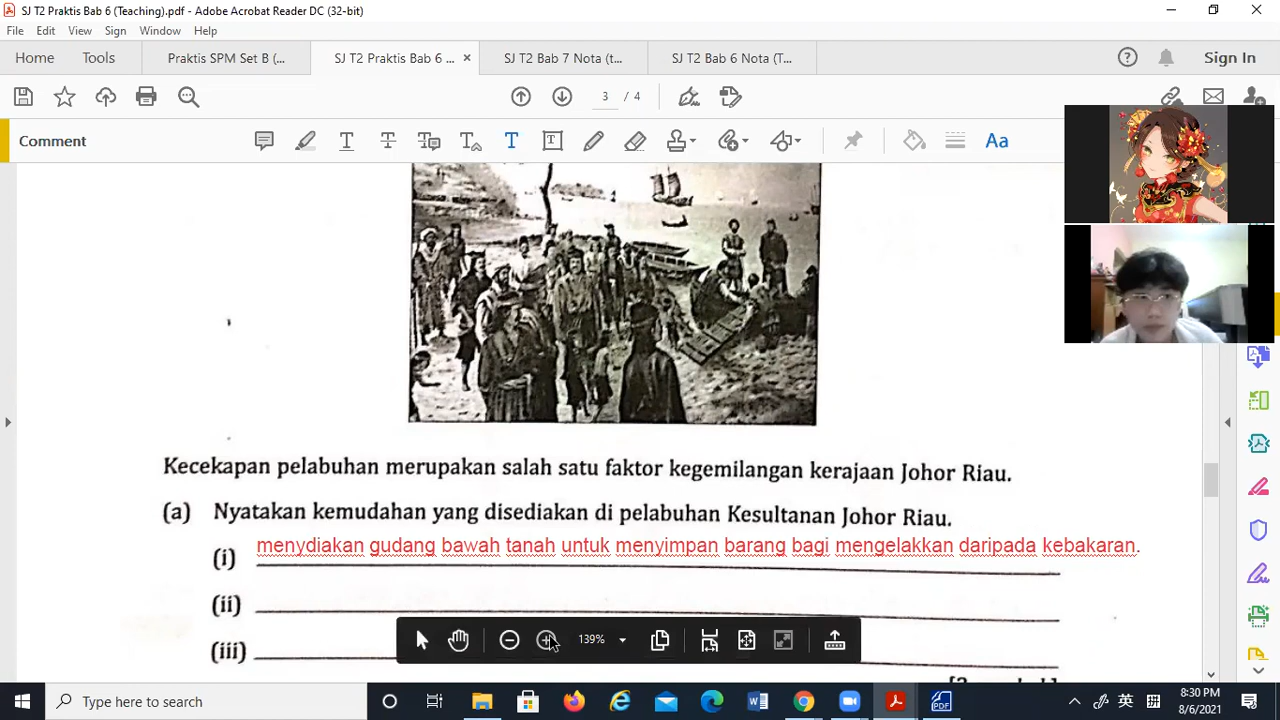 SJ T2 Praktis Bab 6 (Teaching).pdf - Adobe Acrobat Reader DC (32-bit)
File Edit View Sign Window Help
Home Tools Praktis SPM Set B (... SJ T2 Praktis Bab 6 ... SJ T2 Bab 7 Nota (t... SJ T2 Bab 6 Nota (T... Sign In
3 / 4
Comment
Aa
Kecekapan pelabuhan merupakan salah satu faktor kegemilangan kerajaan Johor Riau.
(a) Nyatakan kemudahan yang disediakan di pelabuhan Kesultanan Johor Riau.
menydiakan gudang bawah tanah untuk menyimpan barang bagi mengelakkan daripada kebakaran.
(i)
(ii)
139%
(iii)
Type here to search
英 拼 8:30 PM
8/6/2021